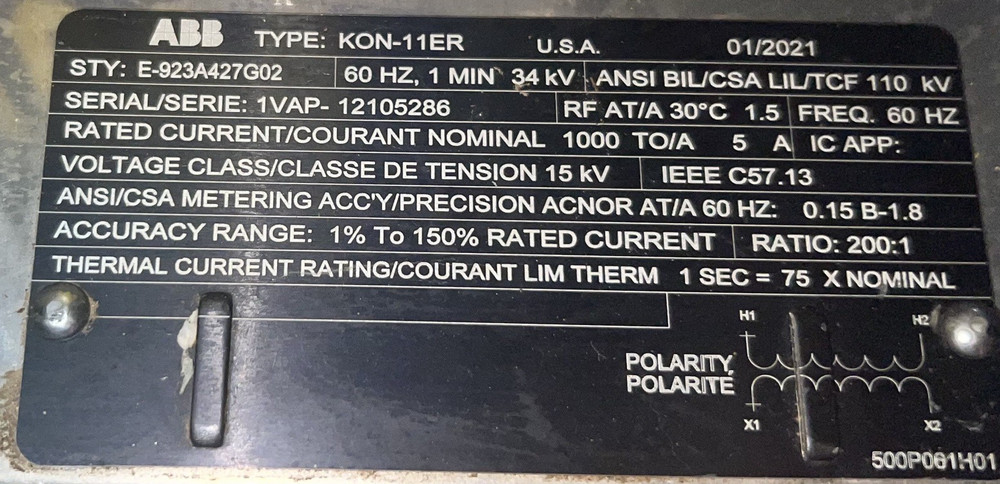 ABB TYPE: KON-11ER U.S.A. 01/2021
STY: E-923A427G02 60 HZ, 1 MIN 34 kV ANSI BIL/CSA LIL/TCF 110 kV
SERIAL/SERIE: 1VAP- 12105286 RF AT/A 30°C 1.5 FREQ. 60 HZ
RATED CURRENT/COURANT NOMINAL 1000 TO/A 5 A IC APP:
VOLTAGE CLASS/CLASSE DE TENSION 15 kV IEEE C57.13
ANSI/CSA METERING ACC'Y/PRECISION ACNOR AT/A 60 HZ: 0.15 B-1.8
ACCURACY RANGE: 1% To 150% RATED CURRENT RATIO: 200:1
THERMAL CURRENT RATING/COURANT LIM THERM 1 SEC = 75 X NOMINAL
H1 H2
POLARITY,
POLARITE
X1 X2
500P061H01